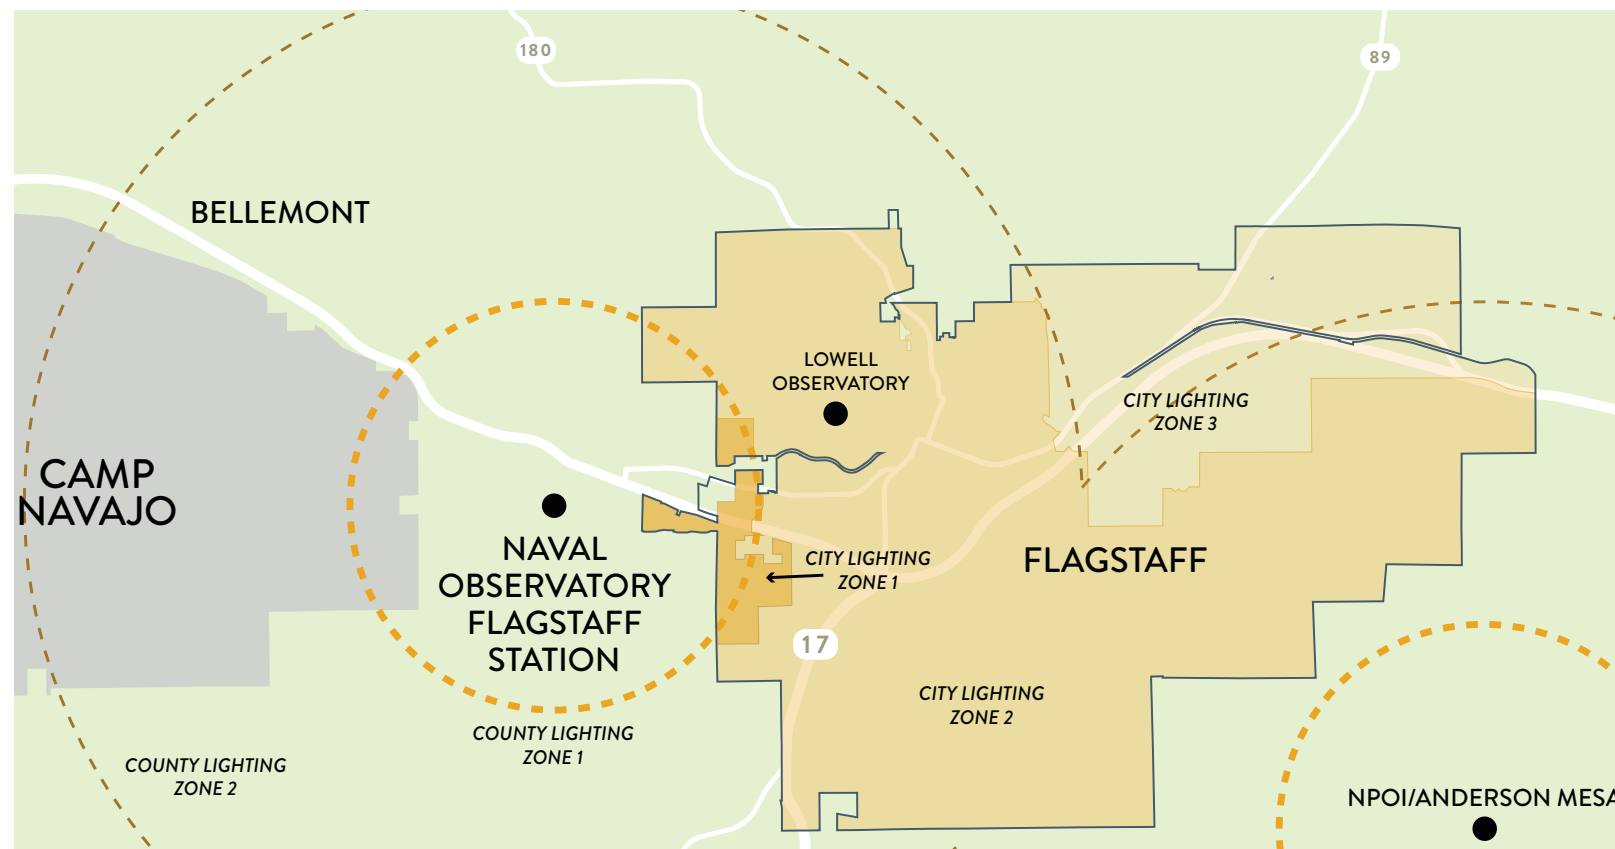 180
89
BELLEMONT
LOWELL
OBSERVATORY
CITY LIGHTING
ZONE 3
CAMP
NAVAJO
NAVAL
OBSERVATORY
FLAGSTAFF
STATION
CITY LIGHTING
ZONE 1
FLAGSTAFF
17
CITY LIGHTING
ZONE 2
COUNTY LIGHTING
ZONE 1
COUNTY LIGHTING
ZONE 2
NPOI/ANDERSON MESA